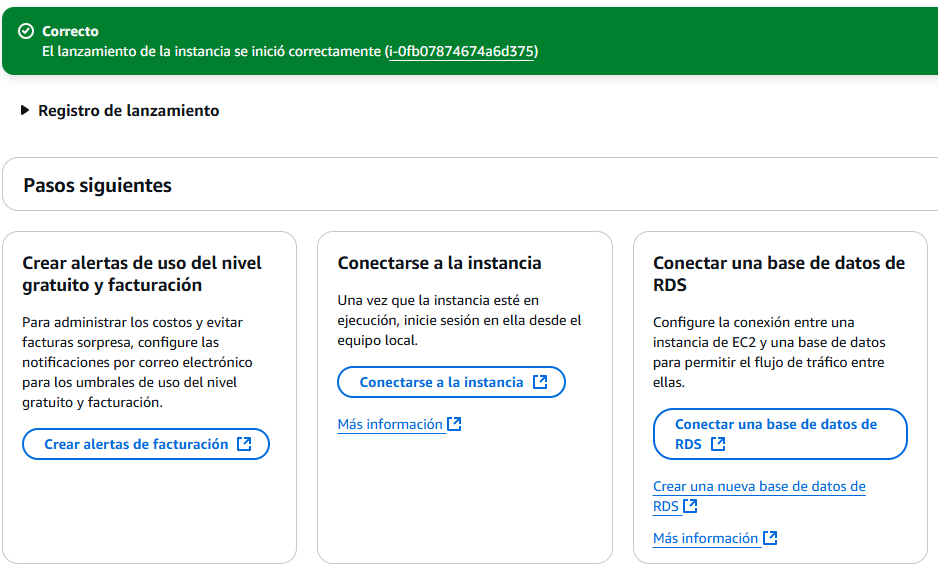 Correcto
El lanzamiento de la instancia se inició correctamente (i-0fb07874674a6d375)
Registro de lanzamiento
Pasos siguientes
Crear alertas de uso del nivel
gratuito y facturación
Para administrar los costos y evitar
facturas sorpresa, configure las
notificaciones por correo electrónico
para los umbrales de uso del nivel
gratuito y facturación.
Crear alertas de facturación
Conectarse a la instancia
Una vez que la instancia esté en
ejecución, inicie sesión en ella desde el
equipo local.
Conectarse a la instancia
Más información
Conectar una base de datos de
RDS
Configure la conexión entre una
instancia de EC2 y una base de datos
para permitir el flujo de tráfico entre
ellas.
Conectar una base de datos de
RDS
Crear una nueva base de datos de
RDS
Más información